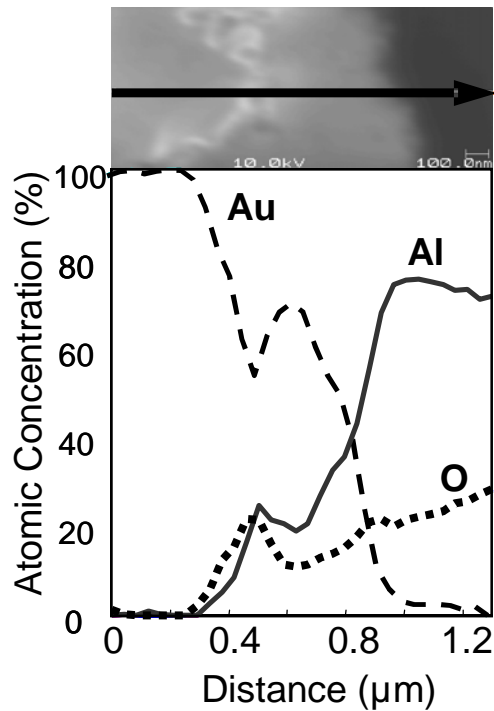 10.0kV 100.0nm
100
80
60
40
20
0
Atomic Concentration (%)
Au
Al
O
0 0.4 0.8 1.2
Distance (µm)